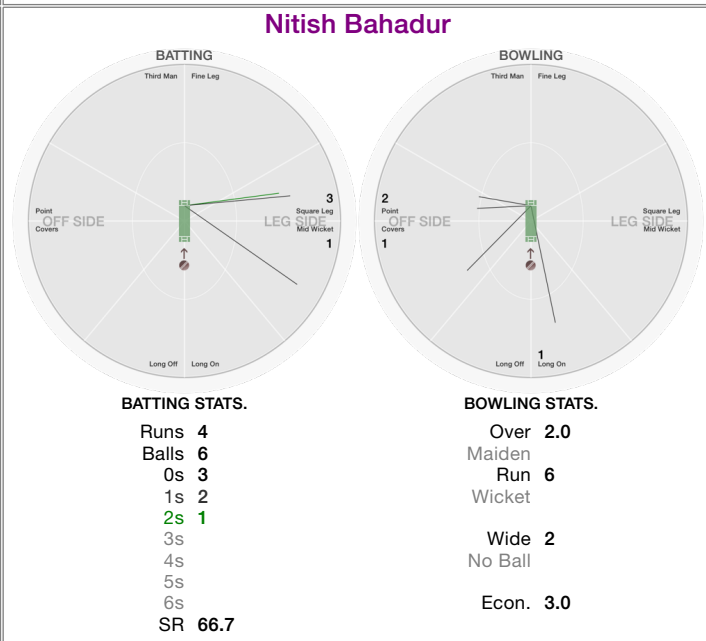 Nitish Bahadur
BATTING
Third Man Fine Leg
3
Point OFF SIDE LEG SIDE Square Leg
Covers Mid Wicket
1
Long Off Long On
BOWLING
Third Man Fine Leg
2
Point OFF SIDE LEG SIDE Square Leg
Covers Mid Wicket
1
1
Long Off Long On
BATTING STATS.
Runs 4
Balls 6
0s 3
1s 2
2s 1
3s
4s
5s
6s
SR 66.7
BOWLING STATS.
Over 2.0
Maiden
Run 6
Wicket
Wide 2
No Ball
Econ. 3.0